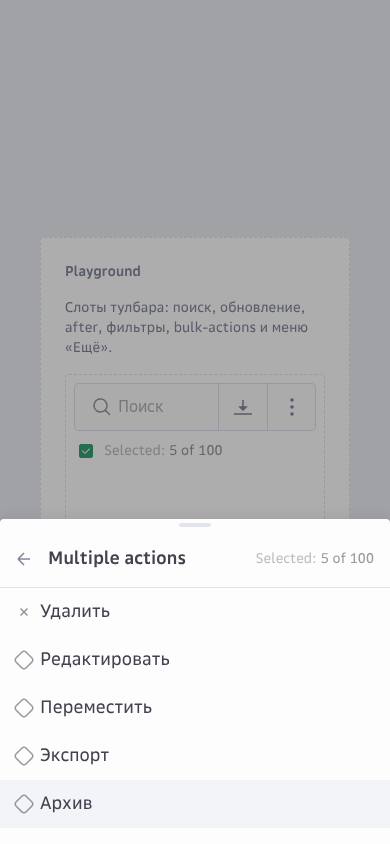 Playground
Слоты тулбара: поиск, обновление,
after, фильтры, bulk-actions и меню
«Ещё».
Поиск
Selected: 5 of 100
Multiple actions
Selected: 5 of 100
Удалить
Редактировать
Переместить
Экспорт
Архив